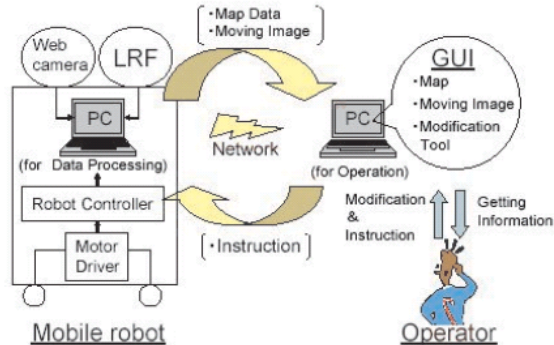 Web
camera
LRF
PC
(for Data Processing)
Robot Controller
Motor
Driver
Mobile robot
・Map Data
・Moving Image
Network
・Instruction
PC
(for Operation)
GUI
・Map
・Moving Image
・Modification
Tool
Modification
&
Instruction
Getting
Information
Operator